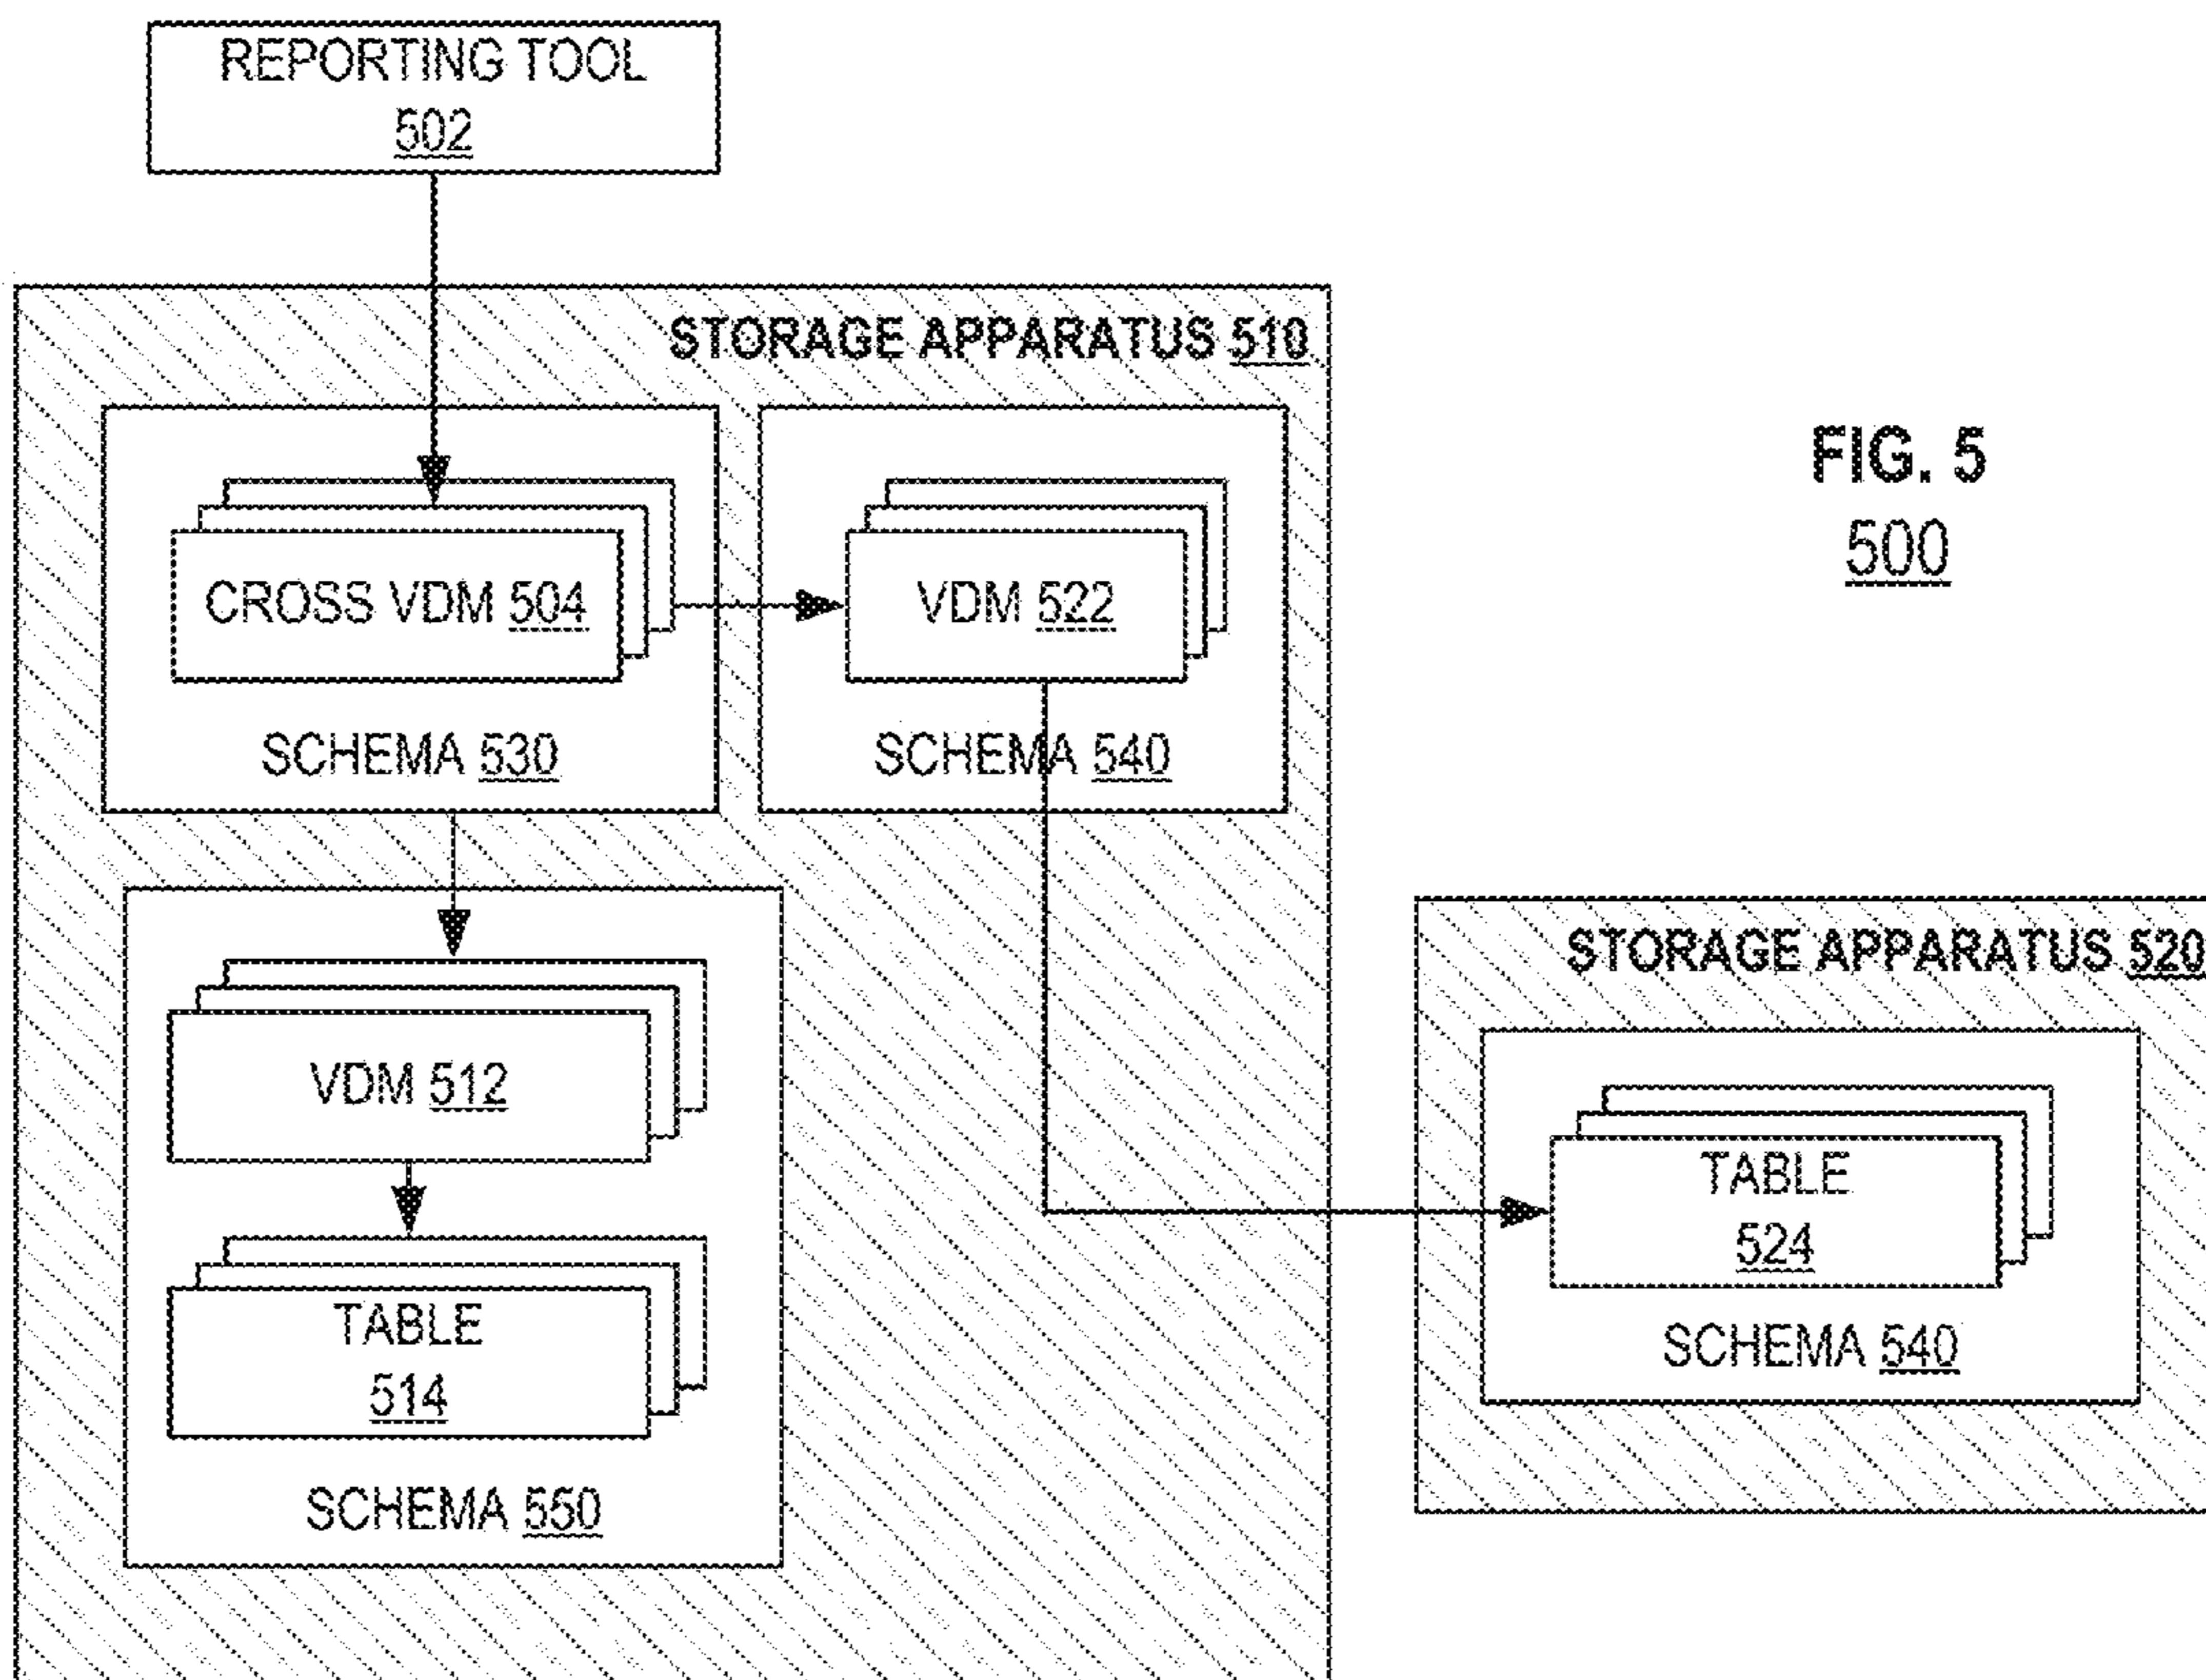 REPORTING TOOL
502
STORAGE APPARATUS 510
CROSS VDM 504
VDM 522
SCHEMA 530
SCHEMA 540
FIG. 5
500
VDM 512
TABLE
514
SCHEMA 550
STORAGE APPARATUS 520
TABLE
524
SCHEMA 540